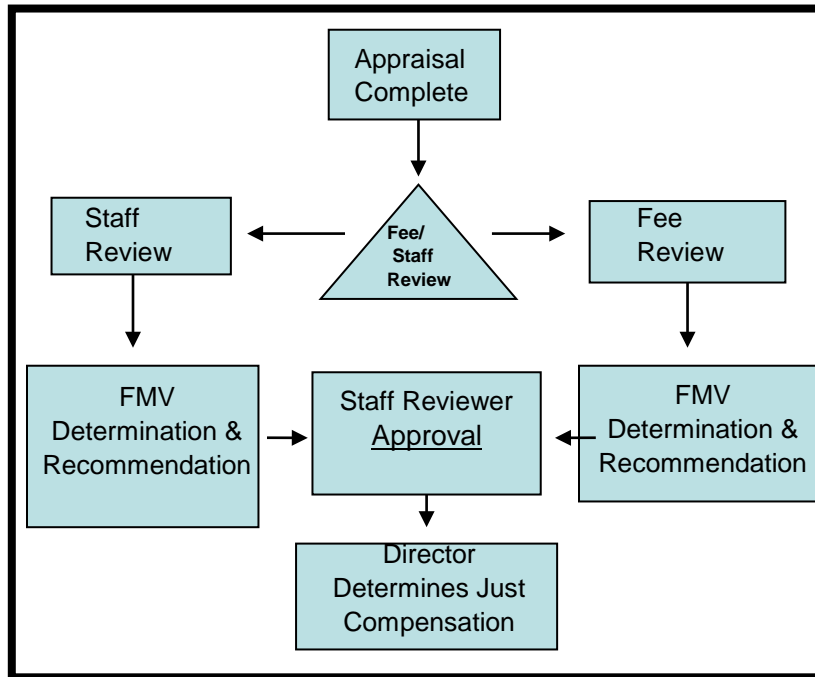 Appraisal
Complete
Fee/
Staff
Review
Staff
Review
Fee
Review
FMV
Determination &
Recommendation
Staff Reviewer
Approval
FMV
Determination &
Recommendation
Director
Determines Just
Compensation